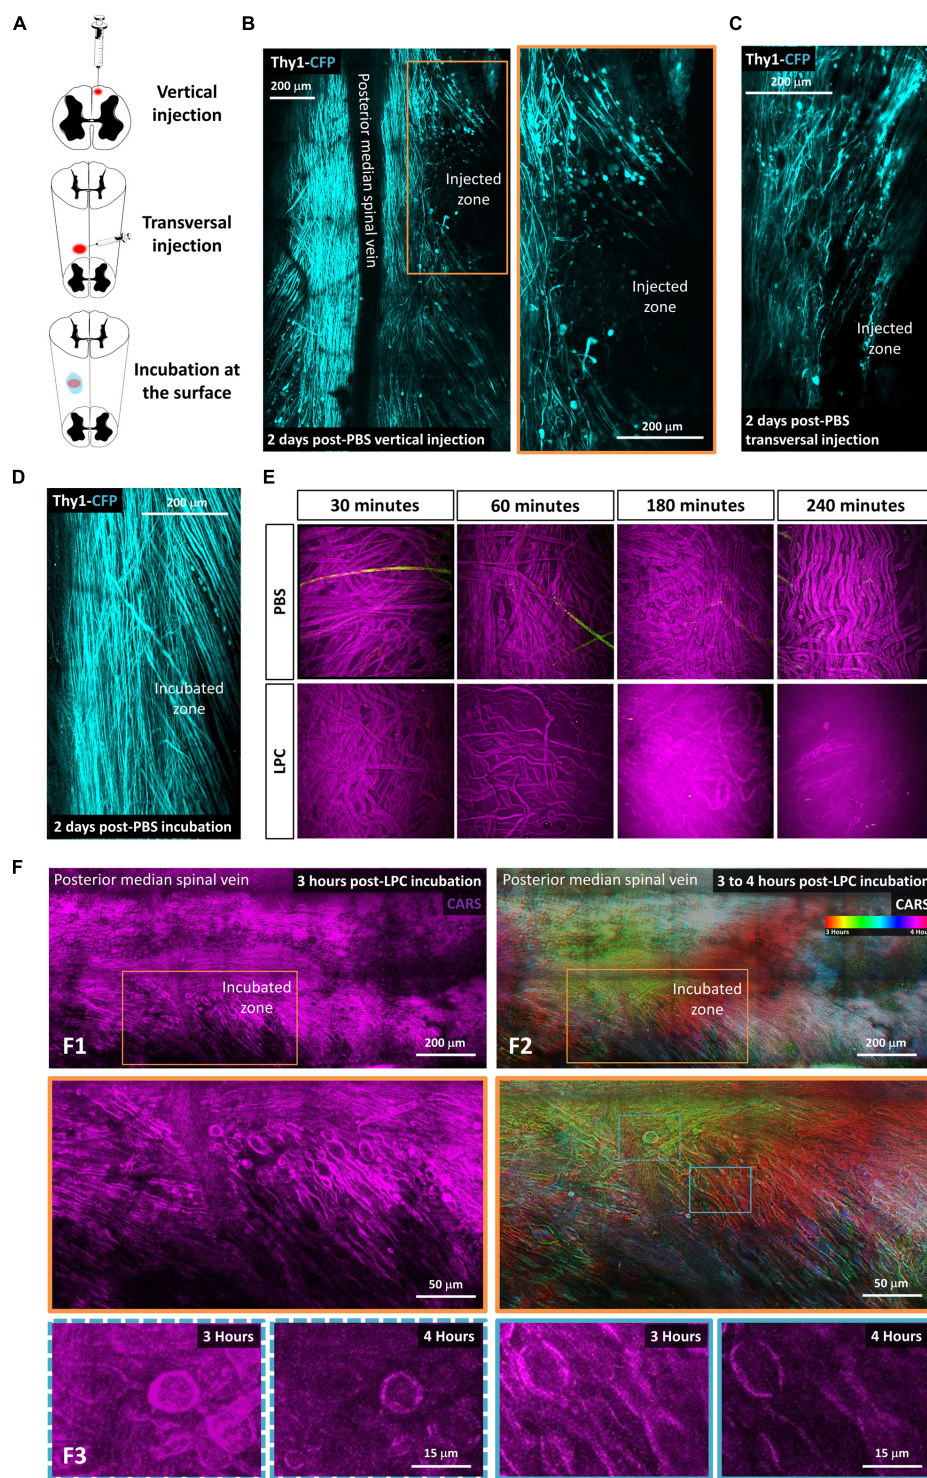 A
Vertical
injection
Transversal
injection
Incubation at
the surface
B
Thy1-CFP
200 µm
Posterior median spinal vein
Injected
zone
2 days post-PBS vertical injection
Injected
zone
200 µm
C
Thy1-CFP
200 µm
Injected
zone
2 days post-PBS
transversal injection
D
Thy1-CFP
200 µm
Incubated
zone
2 days post-PBS incubation
E
30 minutes
60 minutes
180 minutes
240 minutes
PBS
LPC
F
Posterior median spinal vein
3 hours post-LPC incubation
CARS
Incubated
zone
F1
200 µm
Posterior median spinal vein
3 to 4 hours post-LPC incubation
CARS
3 Hours
4 Hou
Incubated
zone
F2
200 µm
50 µm
50 µm
3 Hours
F3
4 Hours
15 µm
3 Hours
4 Hours
15 µm